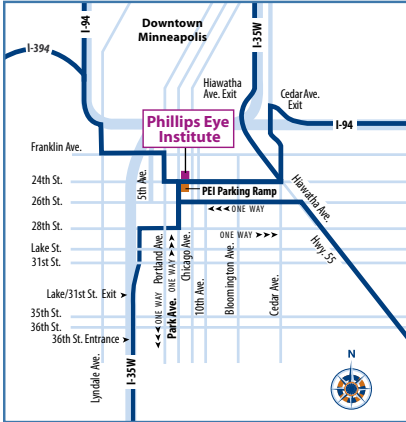 I-94
Downtown
Minneapolis
I-35W
I-394
Hiawatha
Ave. Exit
Cedar Ave.
Exit
Phillips Eye
Institute
I-94
Franklin Ave.
5th Ave.
24th St.
PEI Parking Ramp
Hiawatha Ave.
26th St.
ONE WAY
28th St.
ONE WAY
Portland Ave.
ONE WAY
Chicago Ave.
Lake St.
31st St.
Hwy. 55
10th Ave.
Bloomington Ave.
Cedar Ave.
Lake/31st St. Exit
ONE WAY
Park Ave.
35th St.
36th St.
36th St. Entrance
Lyndale Ave.
I-35W
N